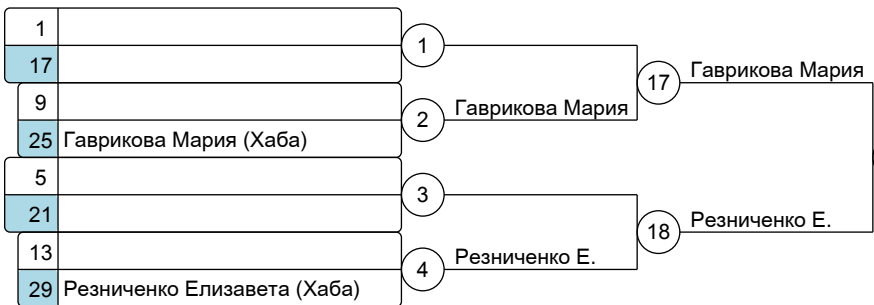 1
17
1
9
25 Гаврикова Мария (Хаба)
2
Гаврикова Мария
17
Гаврикова Мария
5
21
3
13
29 Резниченко Елизавета (Хаба)
4
Резниченко Е.
18
Резниченко Е.